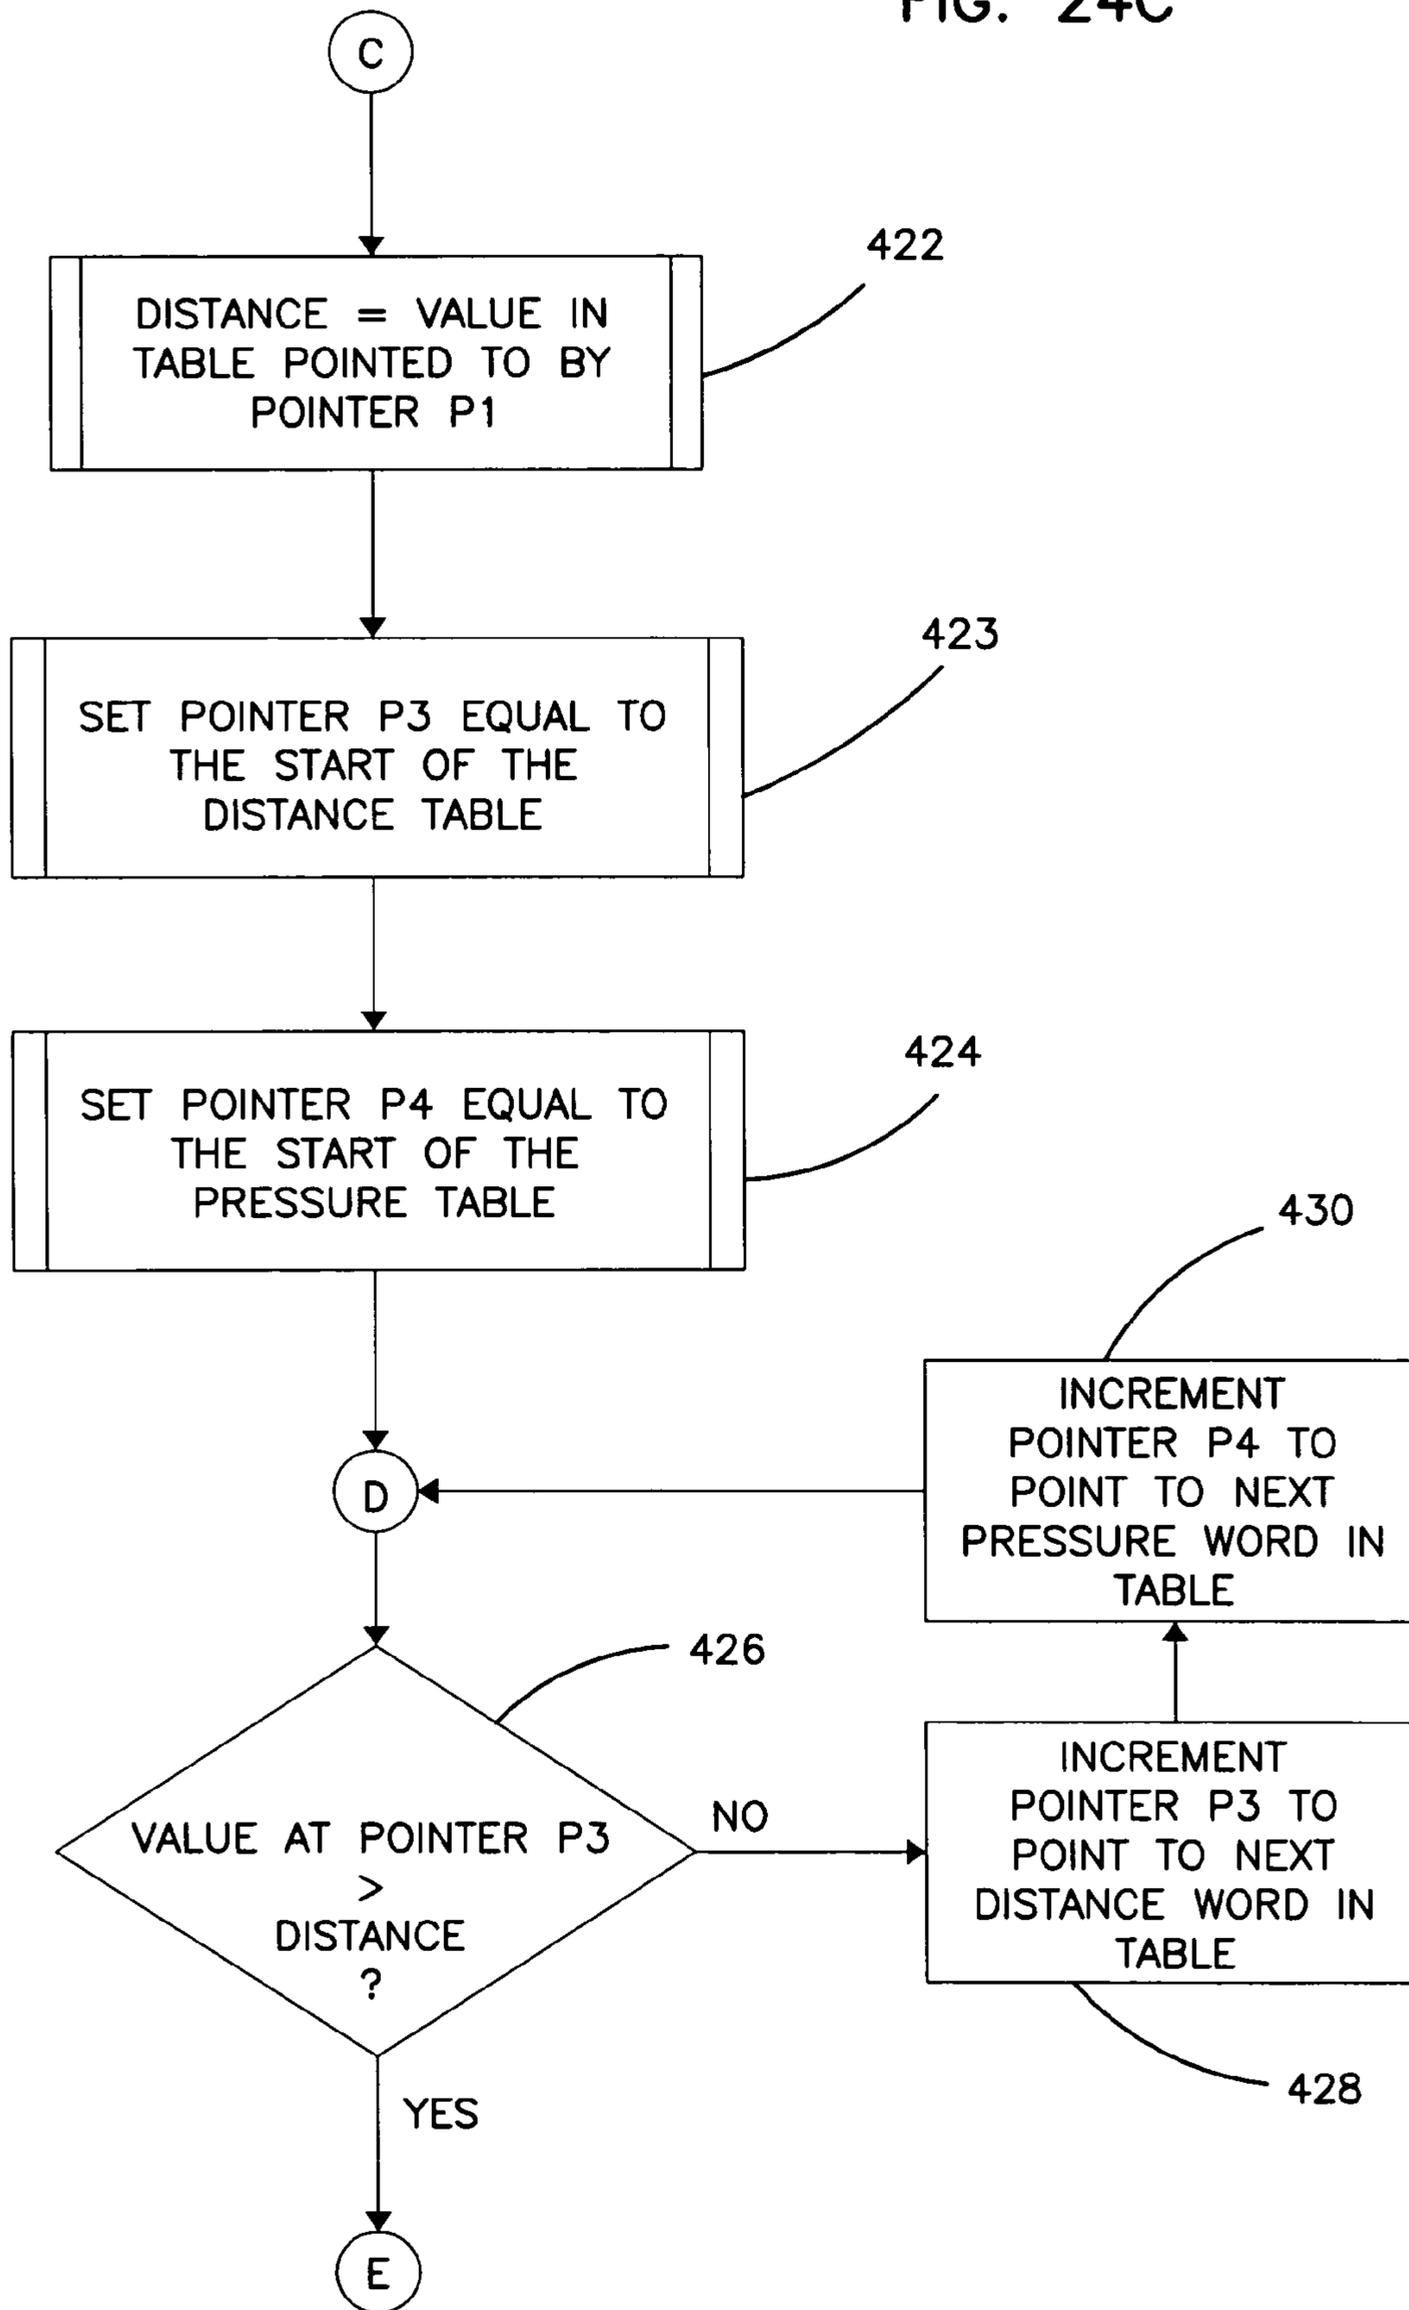 FIG. 24C
C
422
DISTANCE = VALUE IN
TABLE POINTED TO BY
POINTER P1
423
SET POINTER P3 EQUAL TO
THE START OF THE
DISTANCE TABLE
424
SET POINTER P4 EQUAL TO
THE START OF THE
PRESSURE TABLE
430
INCREMENT
POINTER P4 TO
POINT TO NEXT
PRESSURE WORD IN
TABLE
D
426
VALUE AT POINTER P3
>
DISTANCE
?
NO
INCREMENT
POINTER P3 TO
POINT TO NEXT
DISTANCE WORD IN
TABLE
428
YES
E